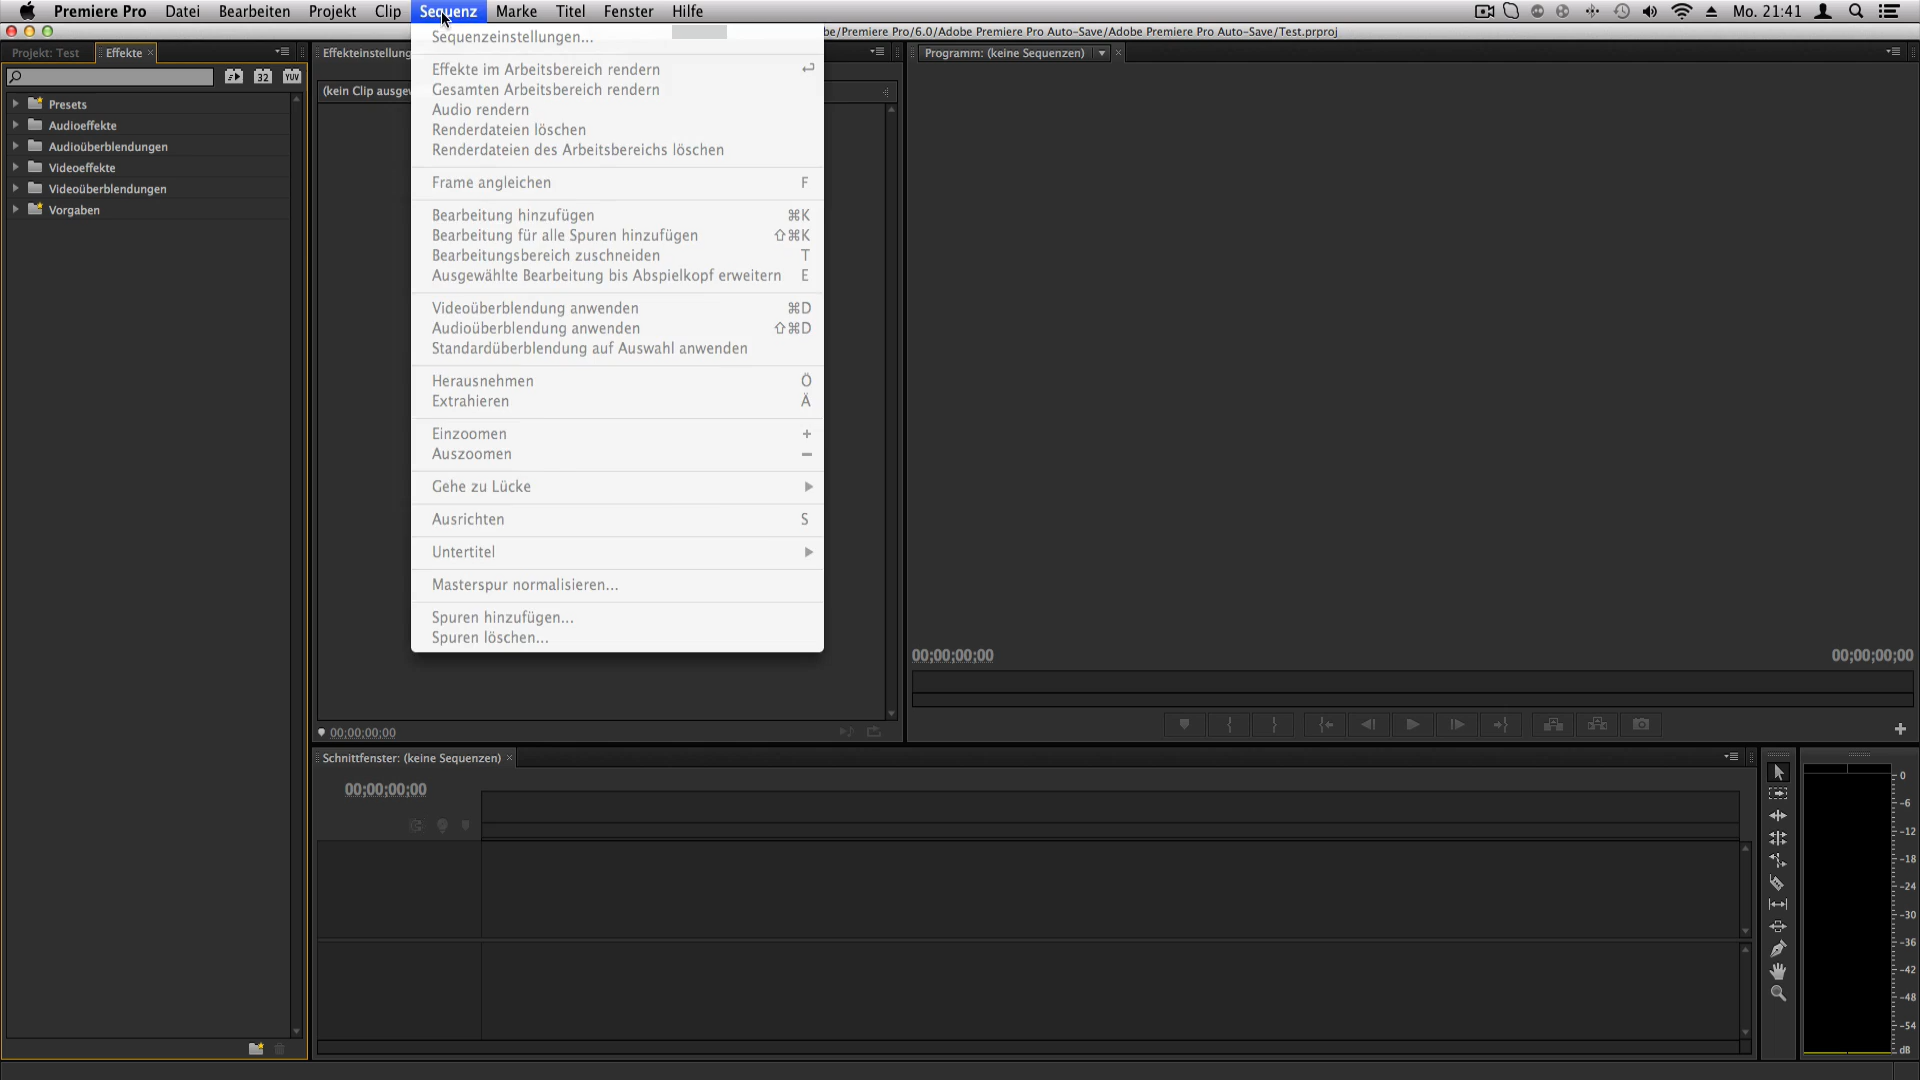 Premiere Pro Datei Bearbeiten Projekt Clip Sequenz Marke Titel Fenster Hilfe Mo. 21:41
be/Premiere Pro/6.0/Adobe Premiere Pro Auto-Save/Adobe Premiere Pro Auto-Save/Test.prproj
Projekt: Test Effekte × Effekteinstellung Programm: (keine Sequenzen) ×
32 YUV
(kein Clip ausgew
Presets
Audioeffekte
Audioüberblendungen
Videoeffekte
Videoüberblendungen
Vorgaben
Sequenzeinstellungen...
Effekte im Arbeitsbereich rendern ↩
Gesamten Arbeitsbereich rendern
Audio rendern
Renderdateien löschen
Renderdateien des Arbeitsbereichs löschen
Frame angleichen F
Bearbeitung hinzufügen ⌘K
Bearbeitung für alle Spuren hinzufügen ⇧⌘K
Bearbeitungsbereich zuschneiden T
Ausgewählte Bearbeitung bis Abspielkopf erweitern E
Videoüberblendung anwenden ⌘D
Audioüberblendung anwenden ⇧⌘D
Standardüberblendung auf Auswahl anwenden
Herausnehmen Ö
Extrahieren Ä
Einzoomen +
Auszoomen −
Gehe zu Lücke
Ausrichten S
Untertitel
Masterspur normalisieren...
Spuren hinzufügen...
Spuren löschen...
00;00;00;00 00;00;00;00
00;00;00;00
Schnittfenster: (keine Sequenzen) ×
00;00;00;00
0
-6
-12
-18
-24
-30
-36
-42
-48
-54
dB